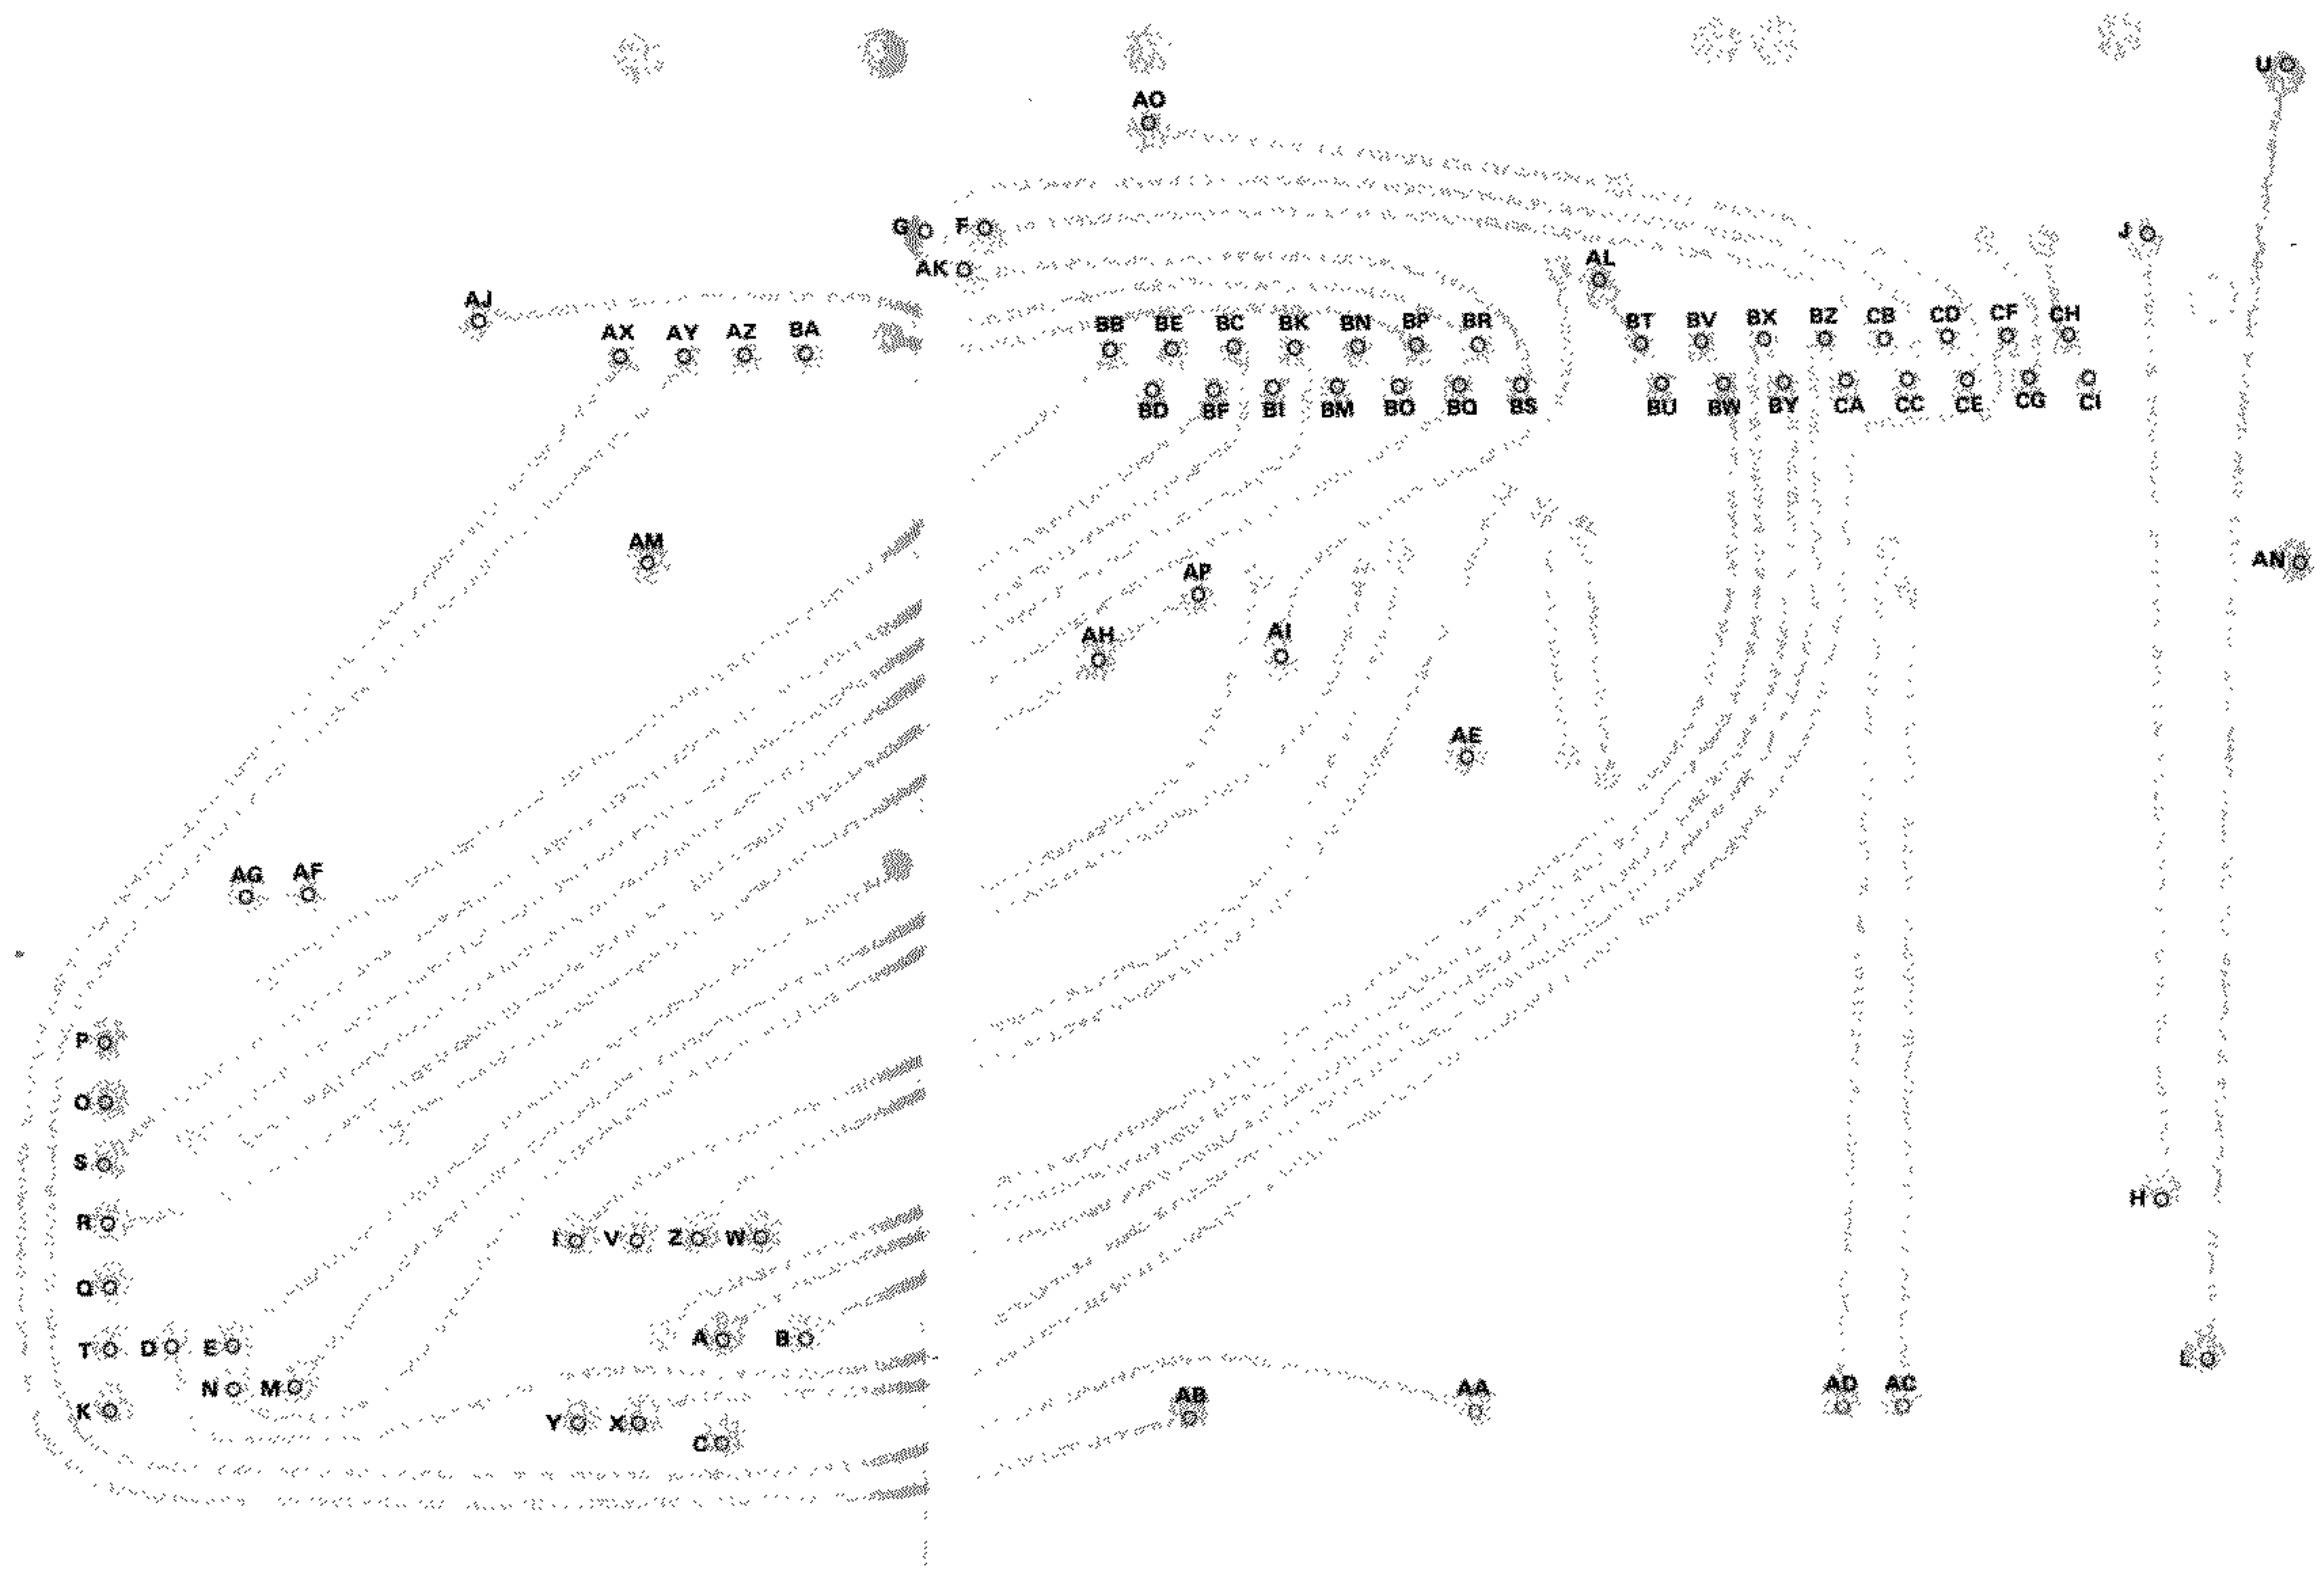 U
AO
G F
AK
AL
J
AJ
AX AY AZ BA
BB BE BC BK BN BP BR
BT BV BX BZ CB CD CF CH
BD BF BI BM BO BQ BS
BU BW BY CA CC CE CG CI
AM
AP
AN
AH
AI
AE
AG AF
P
O
S
R
H
I V Z W
Q
A B
T D E
N M
L
K
Y X
C
AB
AA
AD AC